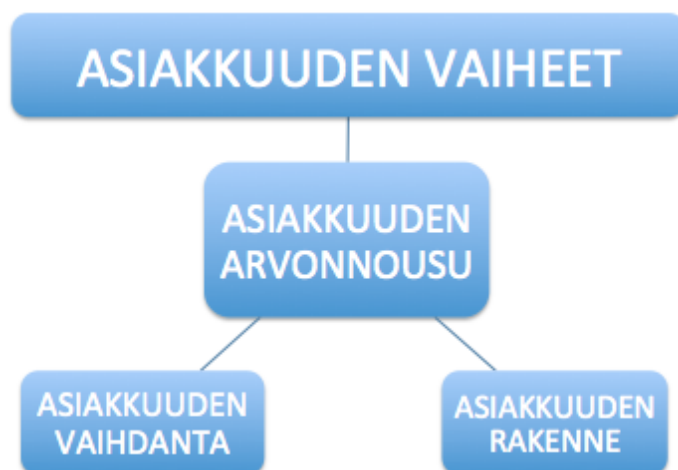 ASIAKKUUDEN VAIHEET
ASIAKKUUDEN
ARVONNOUSU
ASIAKKUUDEN
VAIHDANTA
ASIAKKUUDEN
RAKENNE